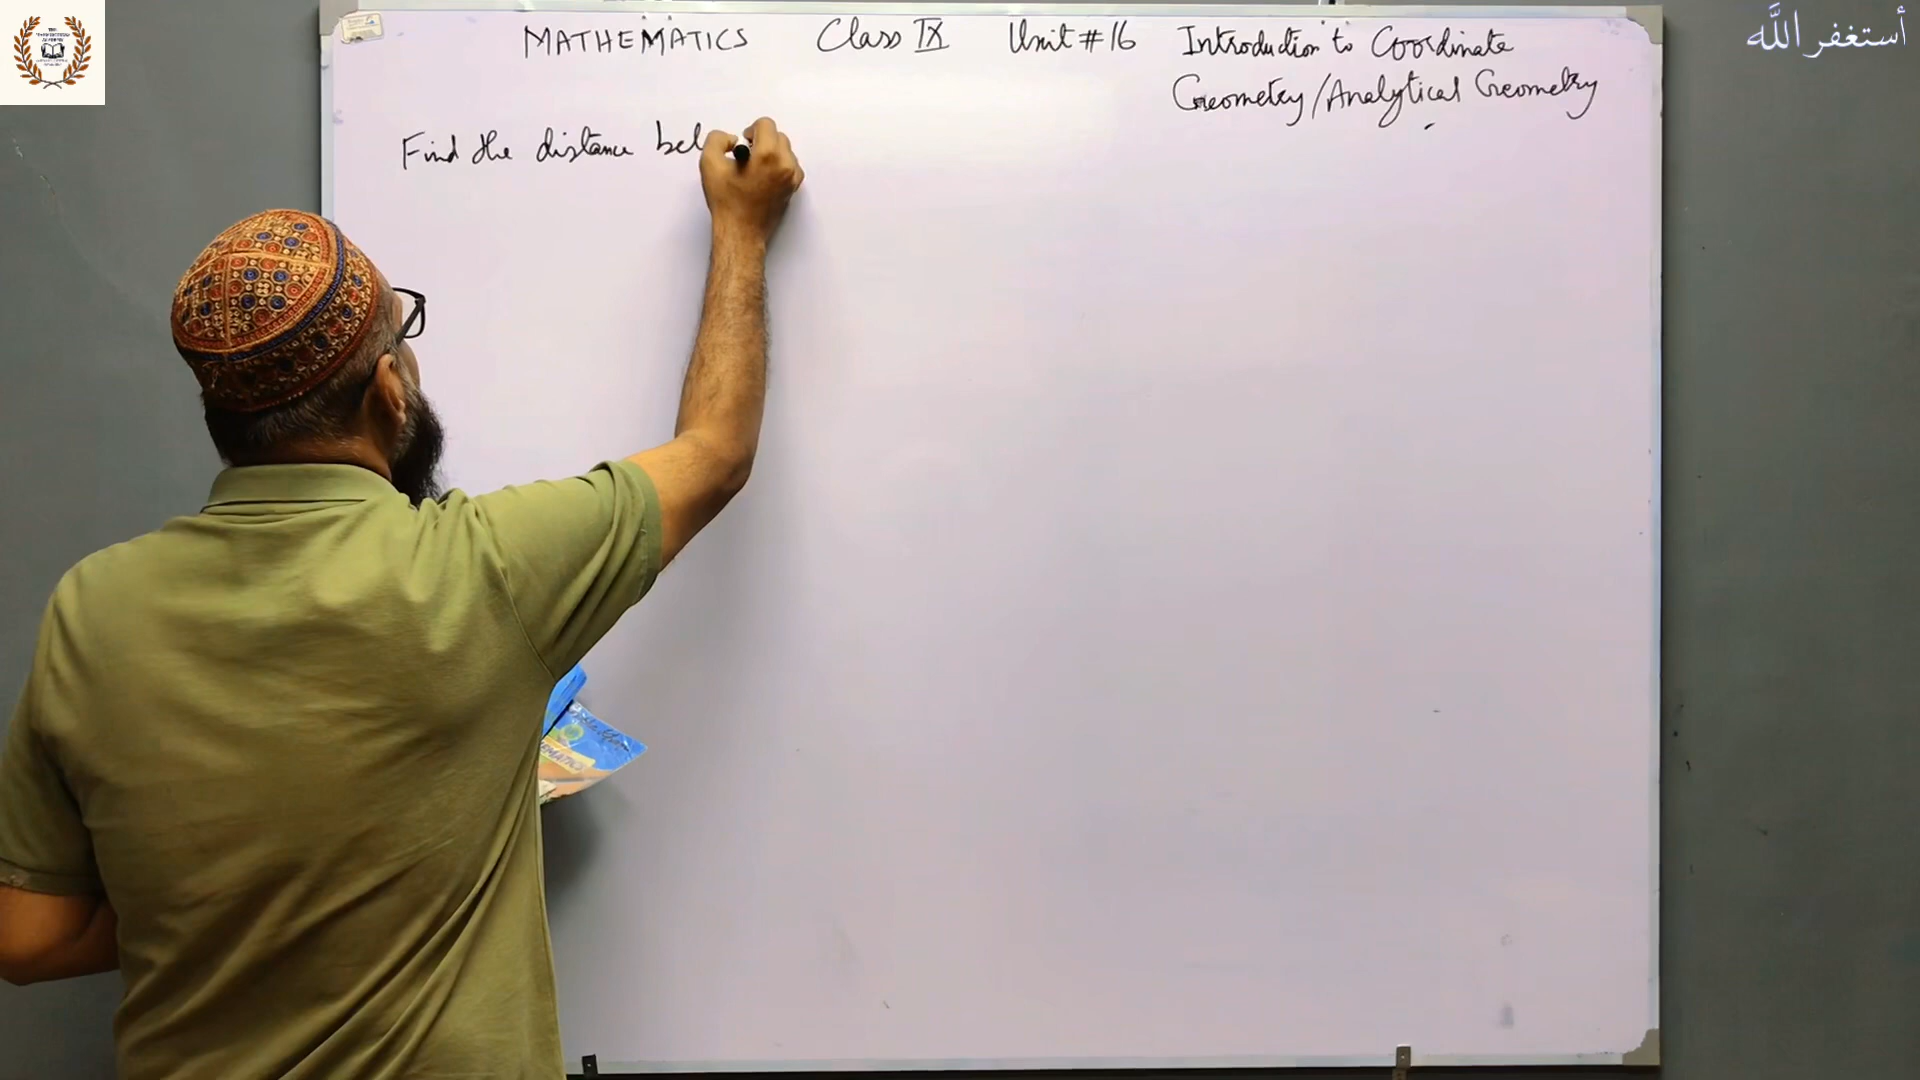 MATHEMATICS Class IX Unit #16 Introduction to Coordinate
Geometry/Analytical Geometry
Find the distance bet
أستغفر الله